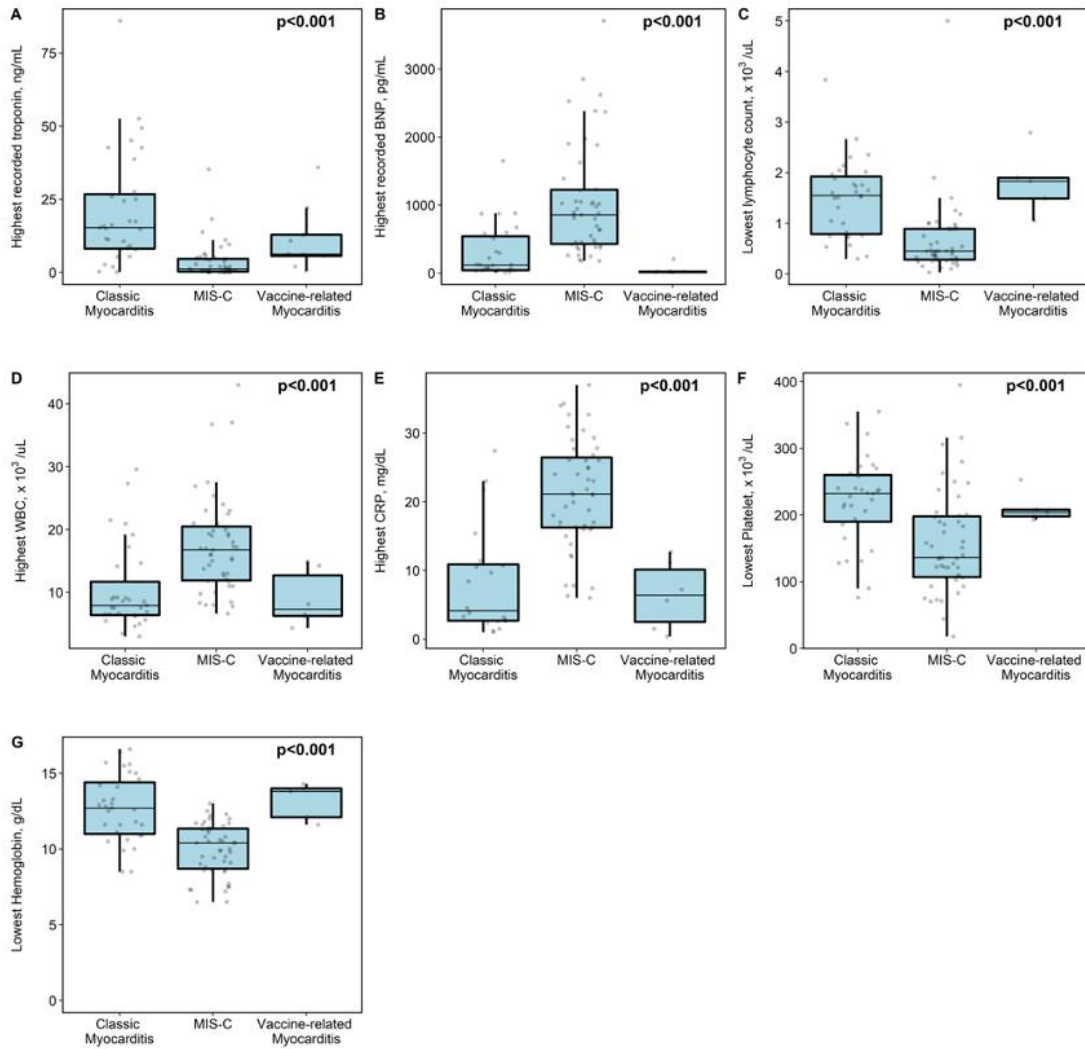 A
p<0.001
Highest recorded troponin, ng/mL
75
50
25
0
Classic
Myocarditis
MIS-C
Vaccine-related
Myocarditis
B
p<0.001
Highest recorded BNP, pg/mL
3000
2000
1000
0
Classic
Myocarditis
MIS-C
Vaccine-related
Myocarditis
C
p<0.001
Lowest lymphocyte count, x 10³ /uL
5
4
3
2
1
0
Classic
Myocarditis
MIS-C
Vaccine-related
Myocarditis
D
p<0.001
Highest WBC, x 10³ /uL
40
30
20
10
Classic
Myocarditis
MIS-C
Vaccine-related
Myocarditis
E
p<0.001
Highest CRP, mg/dL
30
20
10
0
Classic
Myocarditis
MIS-C
Vaccine-related
Myocarditis
F
p<0.001
Lowest Platelet, x 10³ /uL
400
300
200
100
0
Classic
Myocarditis
MIS-C
Vaccine-related
Myocarditis
G
p<0.001
Lowest Hemoglobin, g/dL
15
10
5
0
Classic
Myocarditis
MIS-C
Vaccine-related
Myocarditis